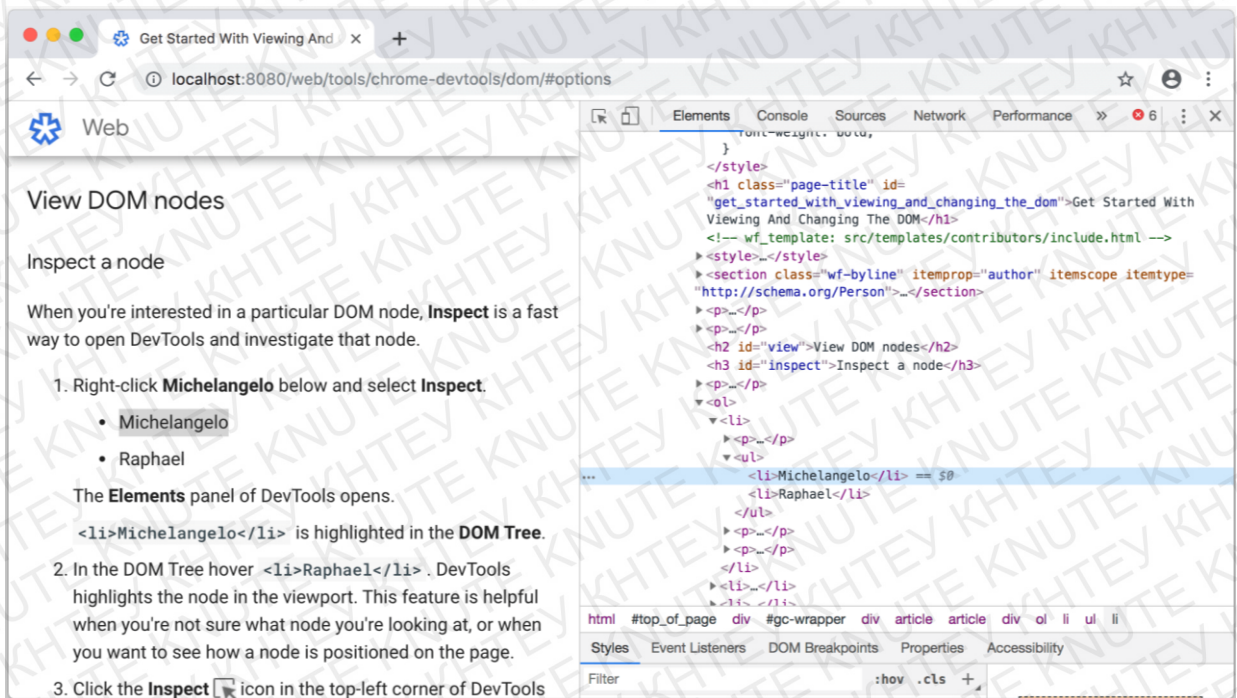 Get Started With Viewing And
localhost:8080/web/tools/chrome-devtools/dom/#options
Web
View DOM nodes
Inspect a node
When you're interested in a particular DOM node, Inspect is a fast
way to open DevTools and investigate that node.
1. Right-click Michelangelo below and select Inspect.
• Michelangelo
• Raphael
The Elements panel of DevTools opens.
<li>Michelangelo</li> is highlighted in the DOM Tree.
2. In the DOM Tree hover <li>Raphael</li> . DevTools
highlights the node in the viewport. This feature is helpful
when you're not sure what node you're looking at, or when
you want to see how a node is positioned on the page.
3. Click the Inspect icon in the top-left corner of DevTools
Elements Console Sources Network Performance » 6
font-weight: bold;
}
</style>
<h1 class="page-title" id=
"get_started_with_viewing_and_changing_the_dom">Get Started With
Viewing And Changing The DOM</h1>
<!-- wf_template: src/templates/contributors/include.html -->
<style>…</style>
<section class="wf-byline" itemprop="author" itemscope itemtype=
"http://schema.org/Person">…</section>
<p>…</p>
<p>…</p>
<h2 id="view">View DOM nodes</h2>
<h3 id="inspect">Inspect a node</h3>
<p>…</p>
<ol>
<li>
<p>…</p>
<ul>
… <li>Michelangelo</li> == $0
<li>Raphael</li>
</ul>
<p>…</p>
<p>…</p>
</li>
<li>…</li>
<li>…</li>
html #top_of_page div #gc-wrapper div article article div ol li ul li
Styles Event Listeners DOM Breakpoints Properties Accessibility
Filter :hov .cls +
KNUTE KHTEY